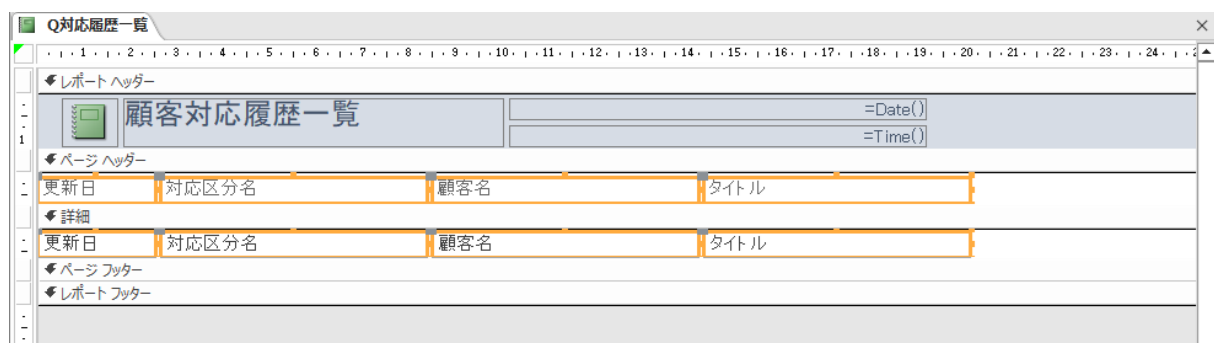 Q対応履歴一覧
1 2 3 4 5 6 7 8 9 10 11 12 13 14 15 16 17 18 19 20 21 22 23 24
レポート ヘッダー
顧客対応履歴一覧 =Date()
=Time()
1
ページ ヘッダー
更新日 対応区分名 顧客名 タイトル
詳細
更新日 対応区分名 顧客名 タイトル
ページ フッター
レポート フッター